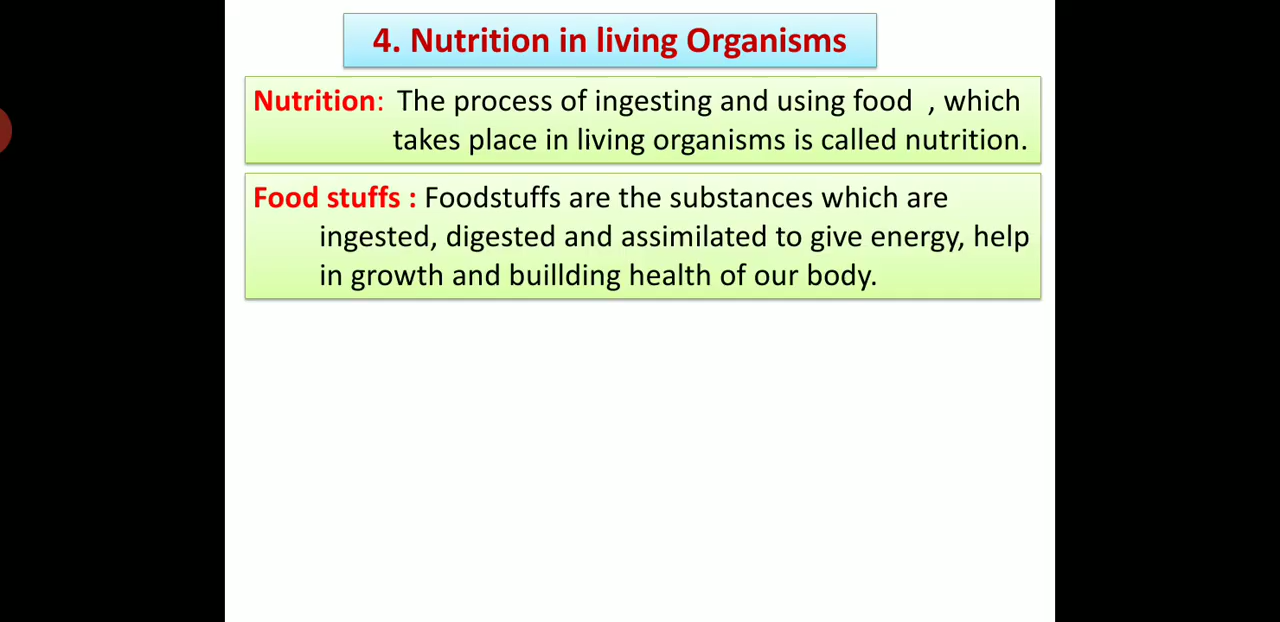 4. Nutrition in living Organisms
Nutrition: The process of ingesting and using food , which
takes place in living organisms is called nutrition.
Food stuffs : Foodstuffs are the substances which are
ingested, digested and assimilated to give energy, help
in growth and buillding health of our body.